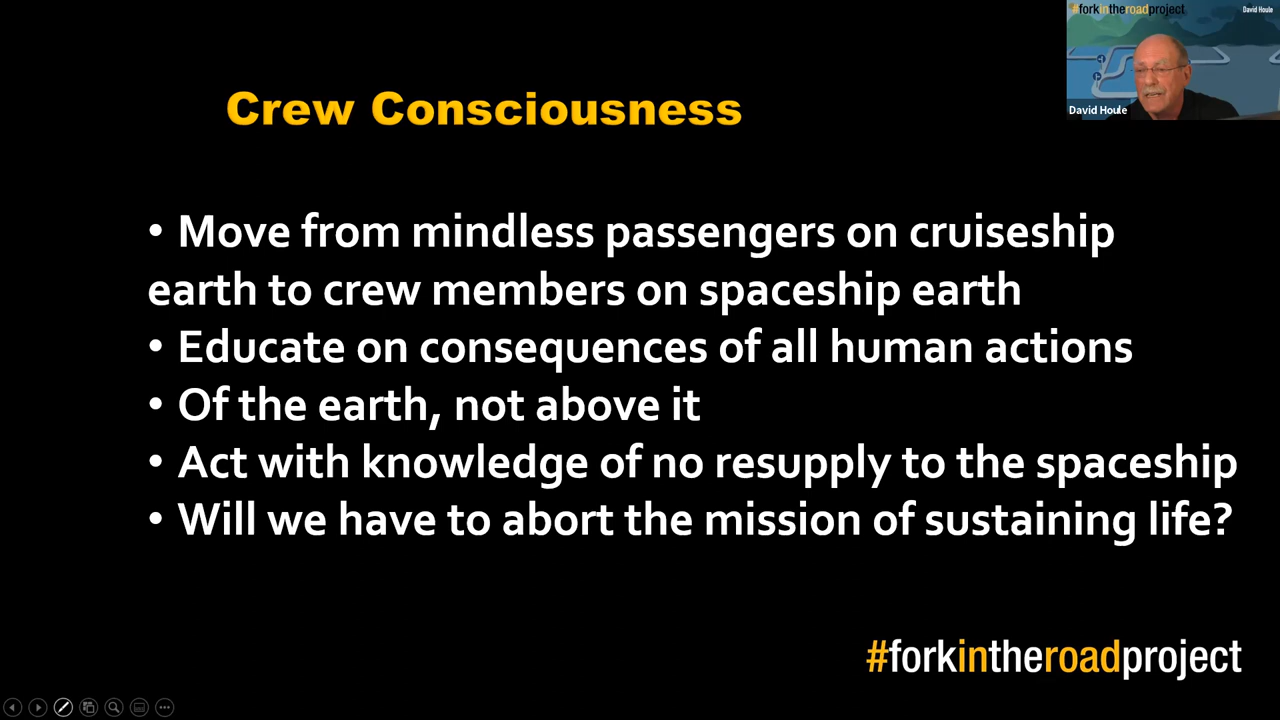 #forkintheroadproject
David Houle
David Houle
Crew Consciousness
• Move from mindless passengers on cruiseship
earth to crew members on spaceship earth
• Educate on consequences of all human actions
• Of the earth, not above it
• Act with knowledge of no resupply to the spaceship
• Will we have to abort the mission of sustaining life?
#forkintheroadproject